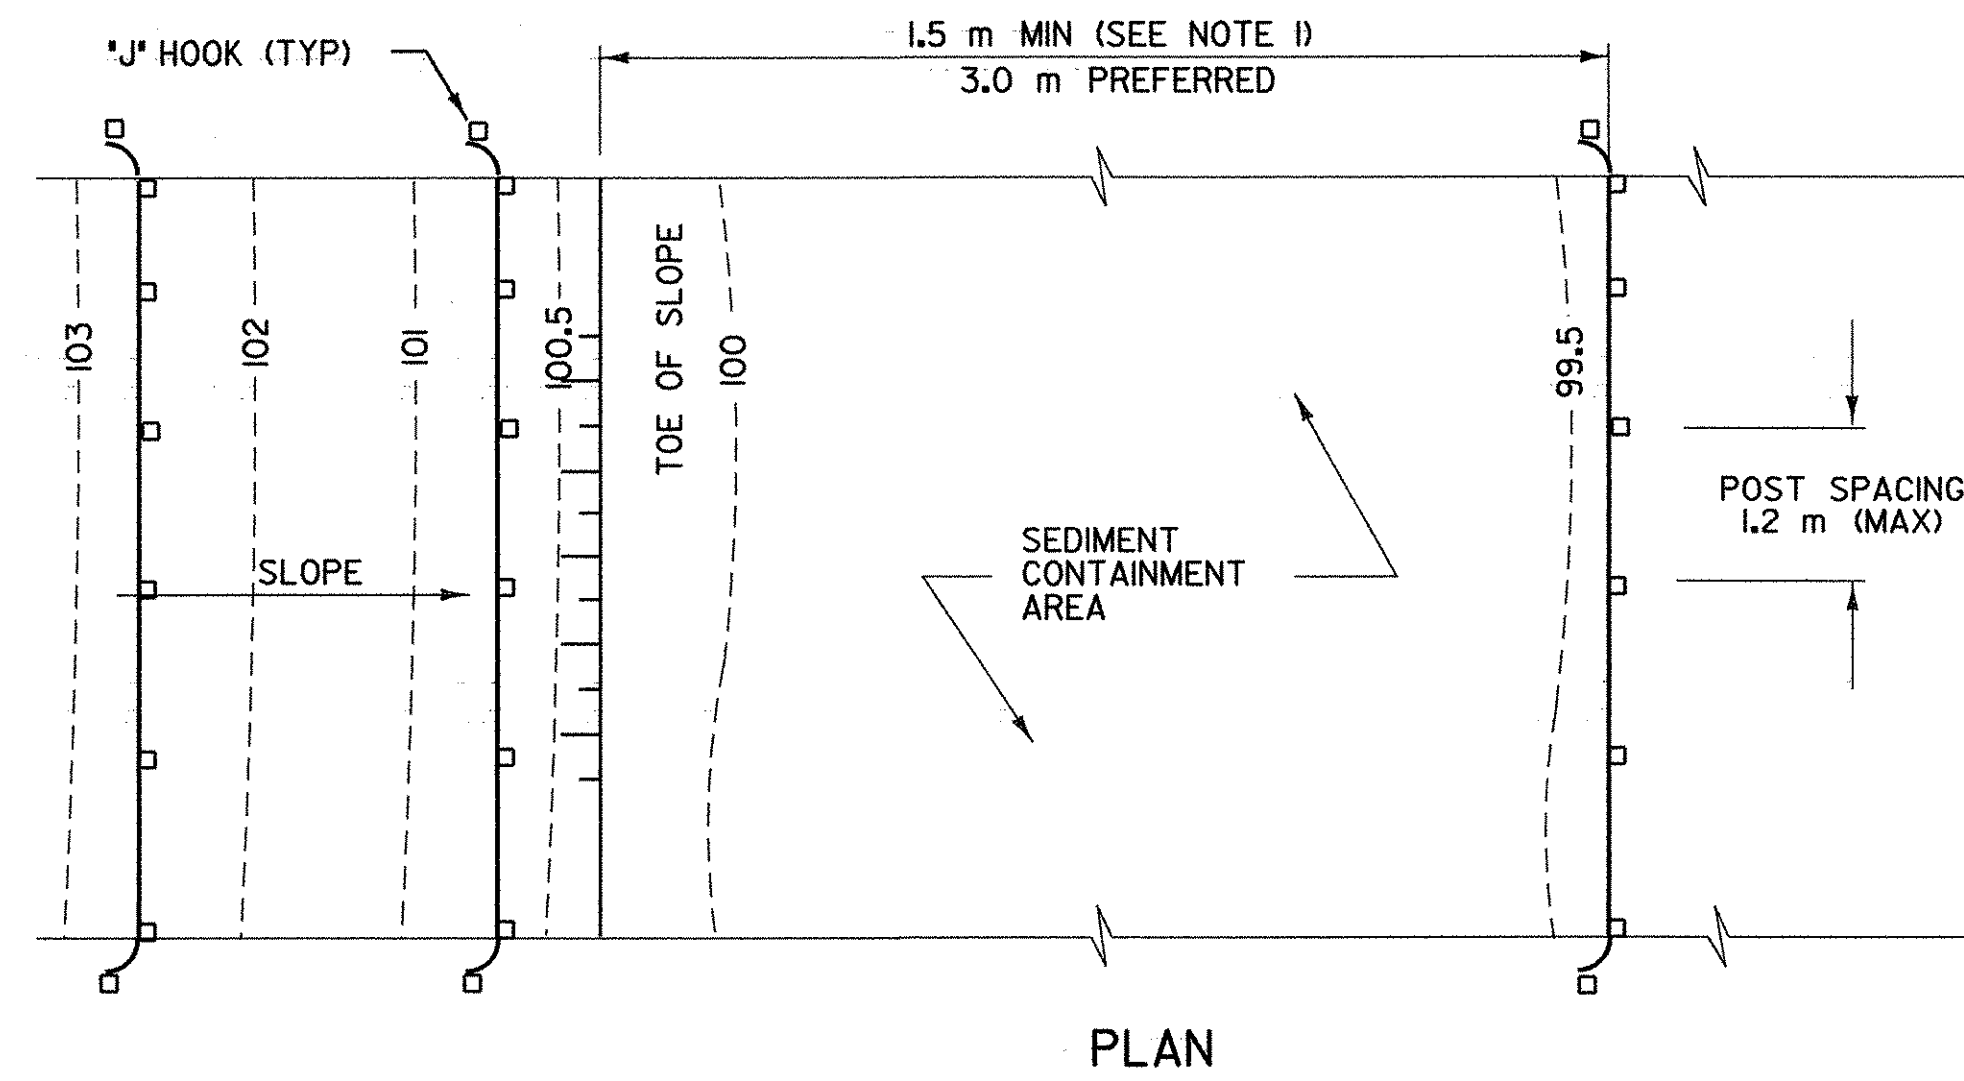 "J" HOOK (TYP)
1.5 m MIN (SEE NOTE 1)
3.0 m PREFERRED
103
102
101
100.5
TOE OF SLOPE
100
99.5
SLOPE
SEDIMENT
CONTAINMENT
AREA
POST SPACING
1.2 m (MAX)
PLAN